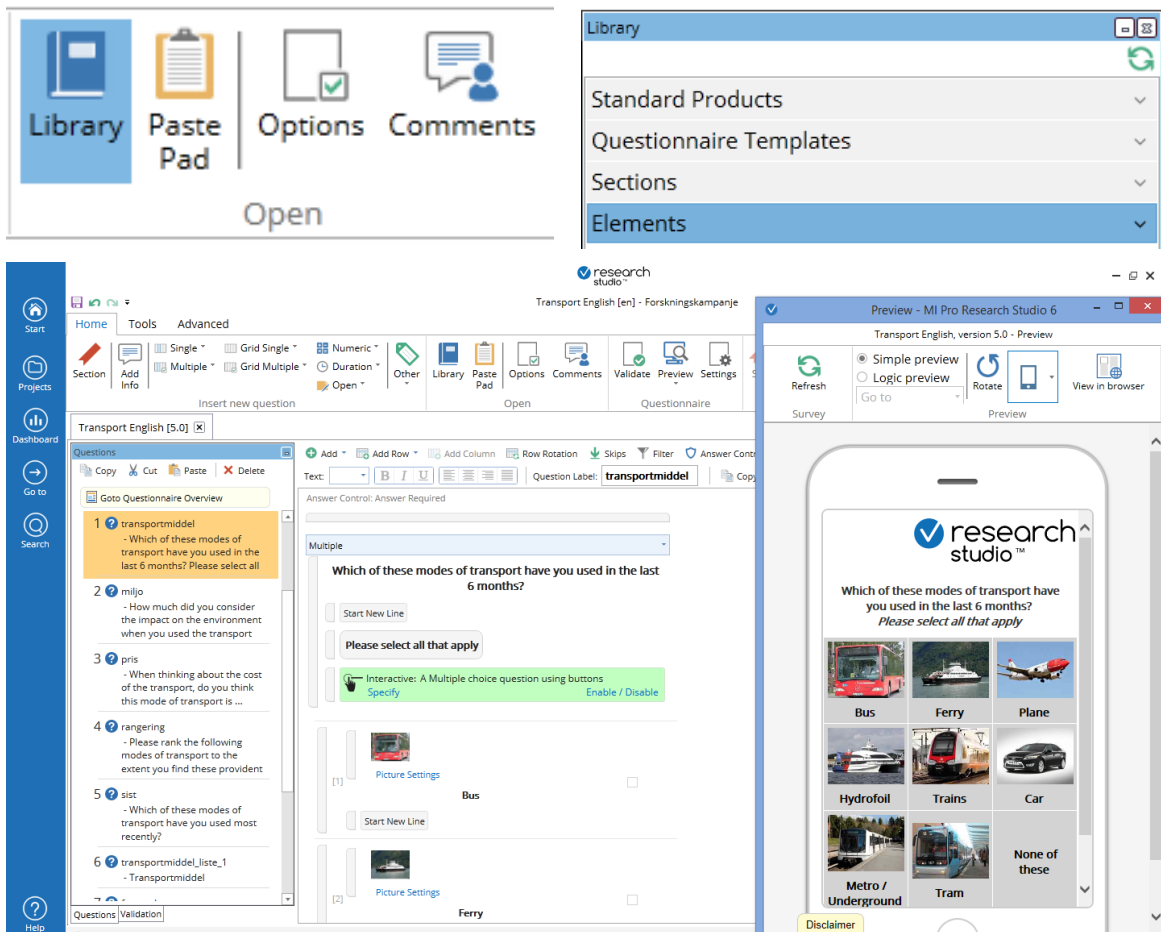 Library
Paste
Pad
Options
Comments
Open
Library
Standard Products
Questionnaire Templates
Sections
Elements
research
studio™
Transport English [en] - Forskningskampanje
Start
Projects
Dashboard
Go to
Search
Help
Home Tools Advanced
Section
Add
Info
Single
Multiple
Grid Single
Grid Multiple
Numeric
Duration
Open
Other
Library
Paste
Pad
Options
Comments
Validate
Preview
Settings
Insert new question
Open
Questionnaire
Transport English [5.0]
Questions
Copy Cut Paste Delete
Goto Questionnaire Overview
1 transportmiddel
- Which of these modes of
transport have you used in the
last 6 months? Please select all
2 miljo
- How much did you consider
the impact on the environment
when you used the transport
3 pris
- When thinking about the cost
of the transport, do you think
this mode of transport is ...
4 rangering
- Please rank the following
modes of transport to the
extent you find these provident
5 sist
- Which of these modes of
transport have you used most
recently?
6 transportmiddel_liste_1
- Transportmiddel
Questions Validation
Add Add Row Add Column Row Rotation Skips Filter Answer Contr
Text: B I U Question Label: transportmiddel Copy
Answer Control: Answer Required
Multiple
Which of these modes of transport have you used in the last
6 months?
Start New Line
Please select all that apply
Interactive: A Multiple choice question using buttons
Specify Enable / Disable
Picture Settings
[1]
Bus
Start New Line
Picture Settings
[2]
Ferry
Preview - MI Pro Research Studio 6
Transport English, version 5.0 - Preview
Refresh
Simple preview
Logic preview
Go to
Rotate
View in browser
Survey
Preview
research
studio™
Which of these modes of transport have
you used in the last 6 months?
Please select all that apply
Bus Ferry Plane
Hydrofoil Trains Car
Metro /
Underground
Tram
None of
these
Disclaimer